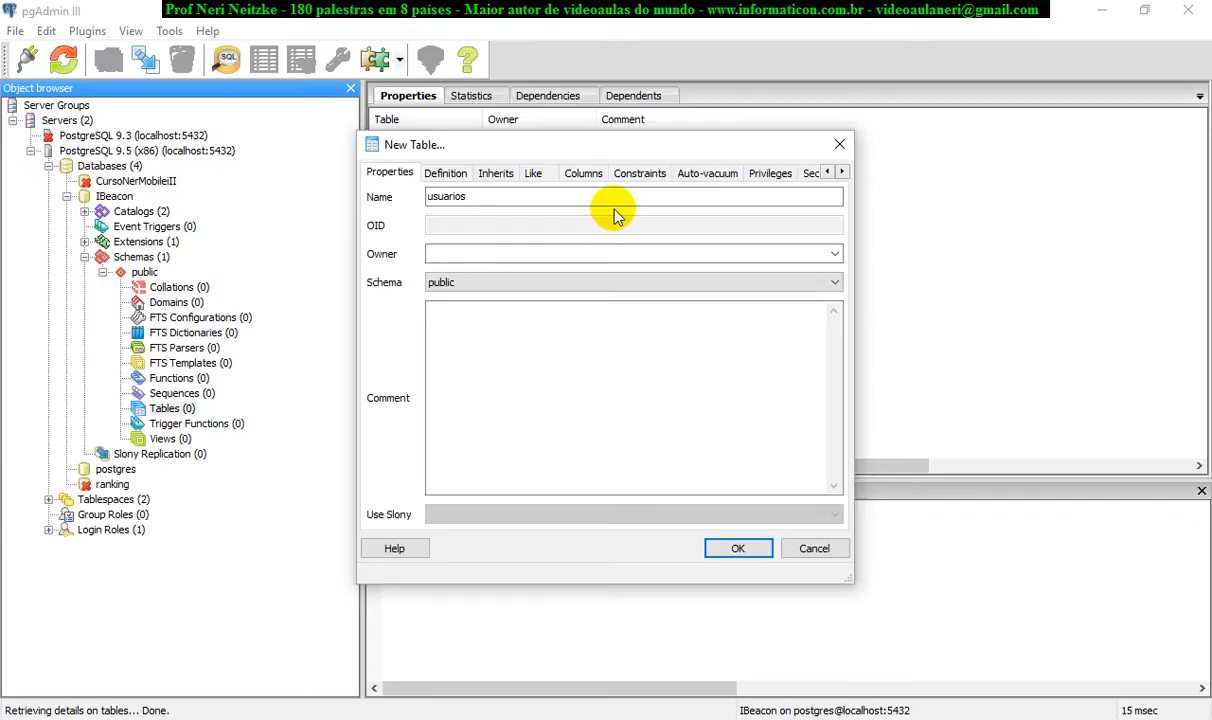 pgAdmin III
Prof Neri Neitzke - 180 palestras em 8 países - Maior autor de videoaulas do mundo - www.informaticon.com.br - videoaulaneri@gmail.com
File Edit Plugins View Tools Help
SQL
Object browser
Server Groups
Servers (2)
PostgreSQL 9.3 (localhost:5432)
PostgreSQL 9.5 (x86) (localhost:5432)
Databases (4)
CursoNerMobileiII
IBeacon
Catalogs (2)
Event Triggers (0)
Extensions (1)
Schemas (1)
public
Collations (0)
Domains (0)
FTS Configurations (0)
FTS Dictionaries (0)
FTS Parsers (0)
FTS Templates (0)
Functions (0)
Sequences (0)
Tables (0)
Trigger Functions (0)
Views (0)
Slony Replication (0)
postgres
ranking
Tablespaces (2)
Group Roles (0)
Login Roles (1)
Properties Statistics Dependencies Dependents
Table Owner Comment
New Table...
Properties Definition Inherits Like Columns Constraints Auto-vacuum Privileges Sec
Name usuarios
OID
Owner
Schema public
Comment
Use Slony
Help OK Cancel
Retrieving details on tables... Done. IBeacon on postgres@localhost:5432 15 msec